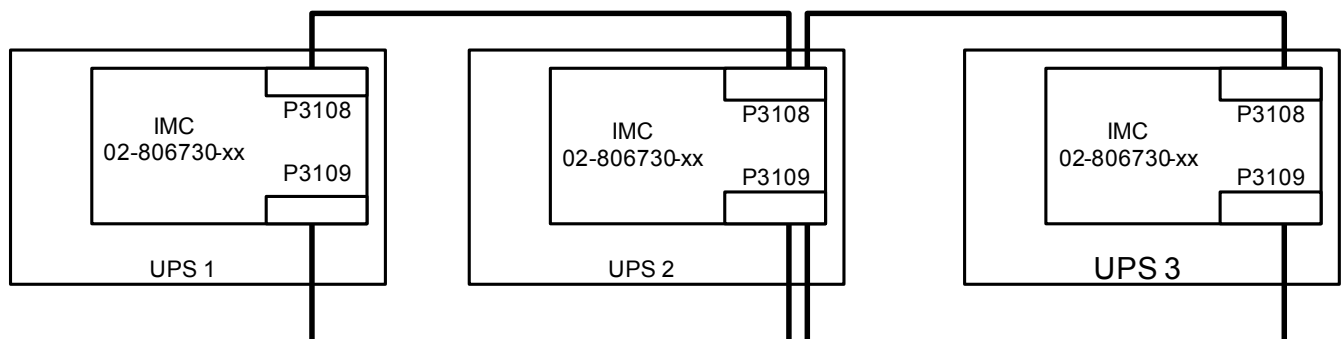 P3108
IMC
02-806730-xx
P3109
UPS 1
P3108
IMC
02-806730-xx
P3109
UPS 2
P3108
IMC
02-806730-xx
P3109
UPS 3